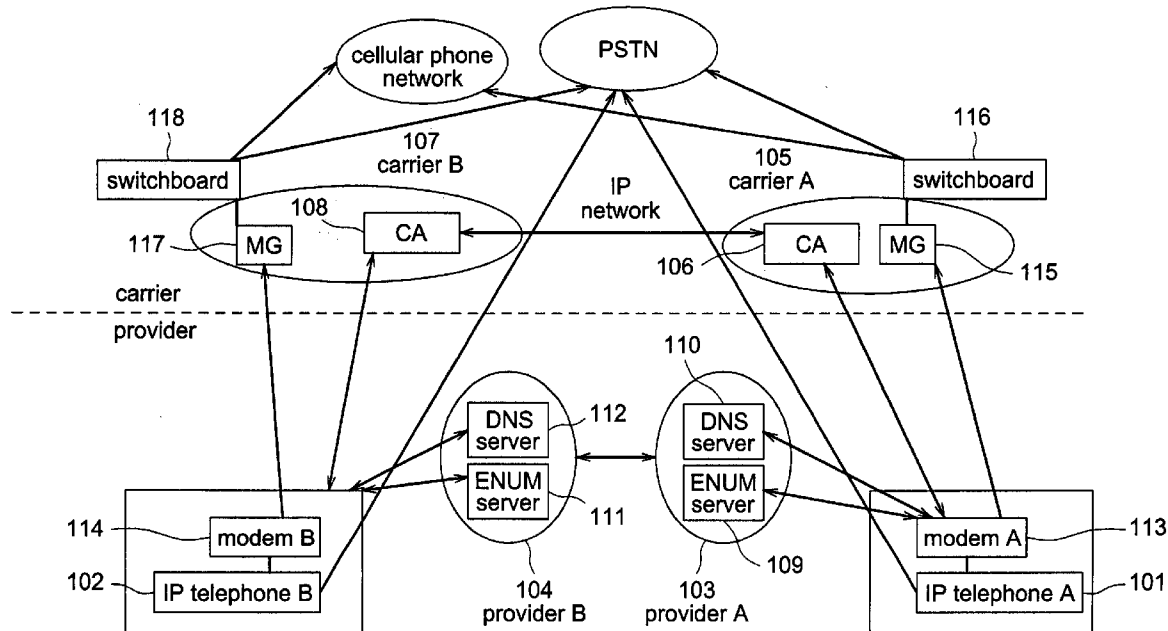 cellular phone
network
PSTN
118
116
107
carrier B
105
carrier A
switchboard
switchboard
IP
network
108
117
MG
CA
CA
106
MG
115
carrier
provider
110
DNS
server
112
DNS
server
ENUM
server
111
ENUM
server
109
114
modem B
modem A
113
102
IP telephone B
104
provider B
103
provider A
IP telephone A
101